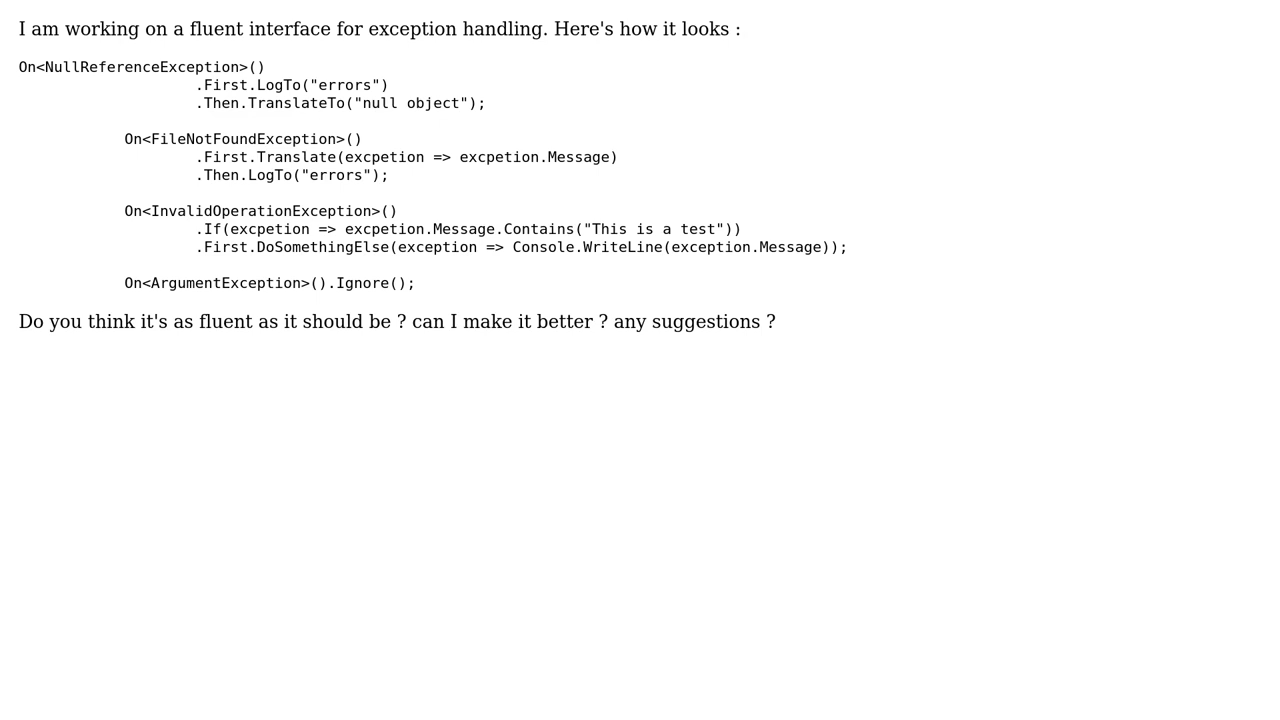 I am working on a fluent interface for exception handling. Here's how it looks :
On<NullReferenceException>()
.First.LogTo("errors")
.Then.TranslateTo("null object");
On<FileNotFoundException>()
.First.Translate(excpetion => excpetion.Message)
.Then.LogTo("errors");
On<InvalidOperationException>()
.If(excpetion => excpetion.Message.Contains("This is a test"))
.First.DoSomethingElse(exception => Console.WriteLine(exception.Message));
On<ArgumentException>().Ignore();
Do you think it's as fluent as it should be ? can I make it better ? any suggestions ?